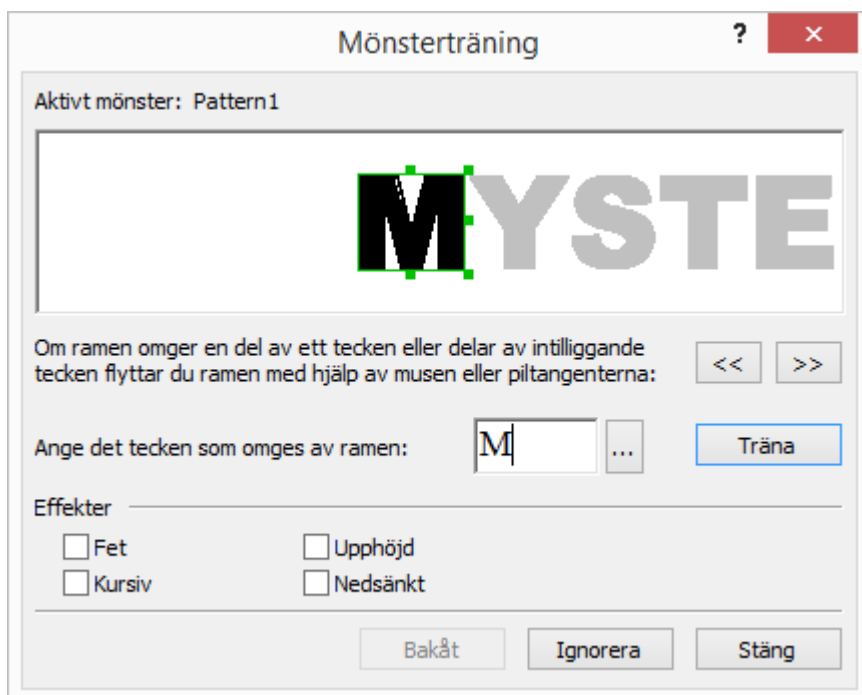 Mönsterträning
?
×
Aktivt mönster: Pattern1
MYSTE
Om ramen omger en del av ett tecken eller delar av intilliggande
tecken flyttar du ramen med hjälp av musen eller piltangenterna:
<< >>
Ange det tecken som omges av ramen: M ... Träna
Effekter
Fet Upphöjd
Kursiv Nedsänkt
Bakåt Ignorera Stäng